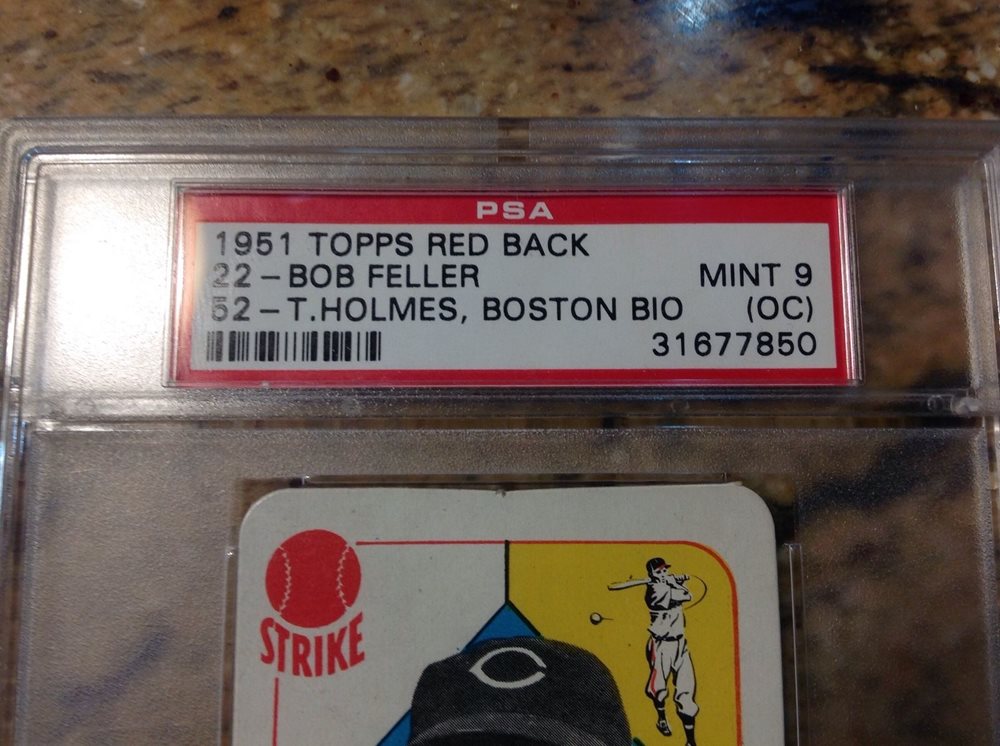 PSA
1951 TOPPS RED BACK
22-BOB FELLER MINT 9
52-T.HOLMES, BOSTON BIO (OC)
31677850
STRIKE
C